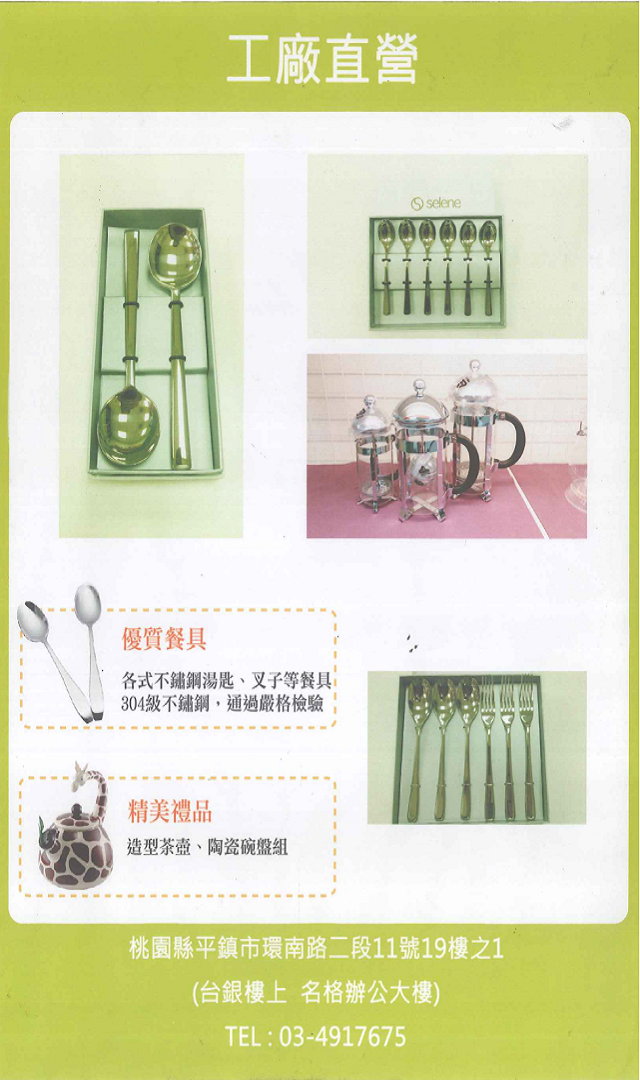 工廠直營
selene
優質餐具
各式不鏽鋼湯匙、叉子等餐具
304級不鏽鋼，通過嚴格檢驗
精美禮品
造型茶壺、陶瓷碗盤組
桃園縣平鎮市環南路二段11號19樓之1
(台銀樓上 名格辦公大樓)
TEL : 03-4917675